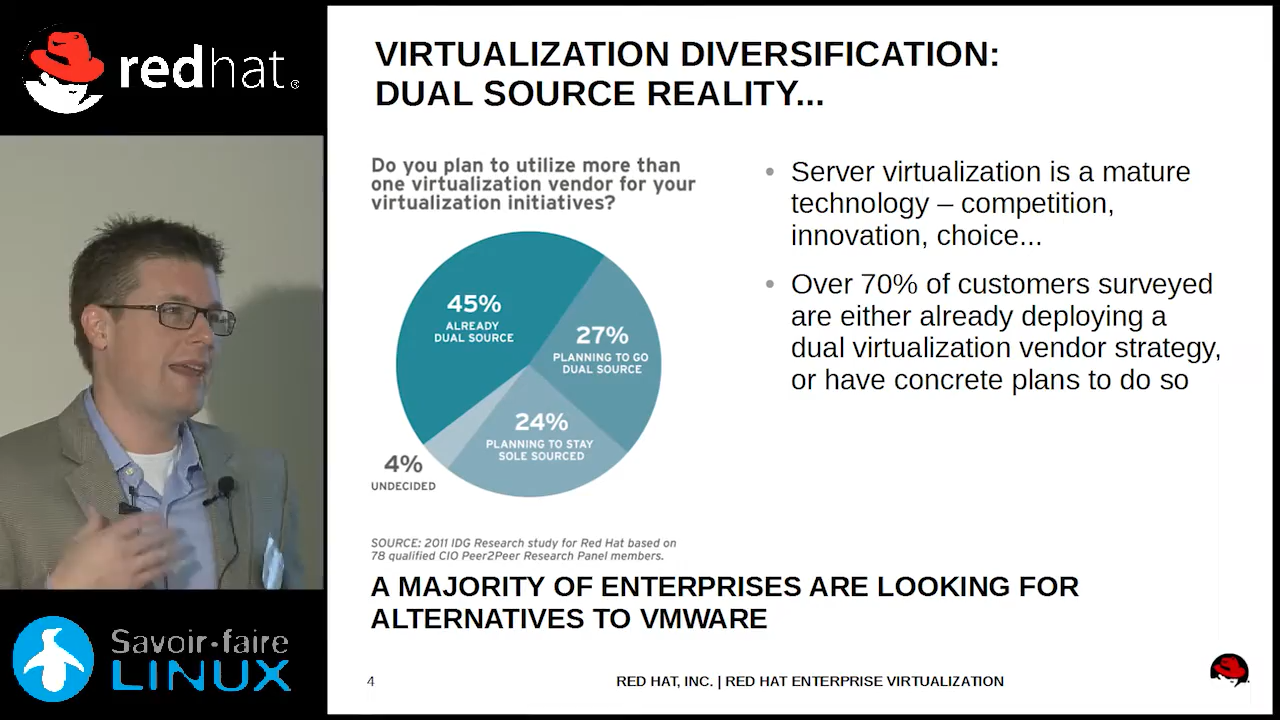 redhat®
VIRTUALIZATION DIVERSIFICATION:
DUAL SOURCE REALITY...
Do you plan to utilize more than
one virtualization vendor for your
virtualization initiatives?
45%
ALREADY
DUAL SOURCE
27%
PLANNING TO GO
DUAL SOURCE
24%
PLANNING TO STAY
SOLE SOURCED
4%
UNDECIDED
SOURCE: 2011 IDG Research study for Red Hat based on
78 qualified CIO Peer2Peer Research Panel members.
• Server virtualization is a mature
technology – competition,
innovation, choice...
• Over 70% of customers surveyed
are either already deploying a
dual virtualization vendor strategy,
or have concrete plans to do so
A MAJORITY OF ENTERPRISES ARE LOOKING FOR
ALTERNATIVES TO VMWARE
Savoir-faire
LINUX
4
RED HAT, INC. | RED HAT ENTERPRISE VIRTUALIZATION